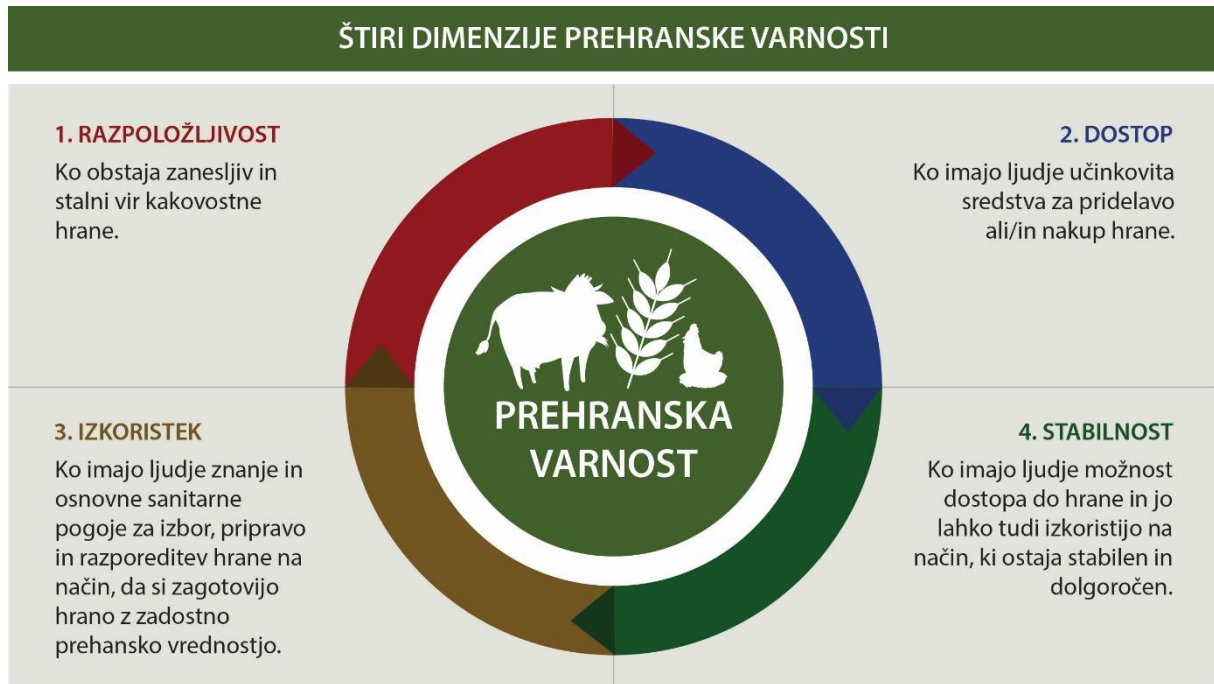 ŠTIRI DIMENZIJE PREHRANSKE VARNOSTI
1. RAZPOLOŽLJIVOST
Ko obstaja zanesljiv in
stalni vir kakovostne
hrane.
2. DOSTOP
Ko imajo ljudje učinkovita
sredstva za pridelavo
ali/in nakup hrane.
PREHRANSKA
VARNOST
3. IZKORISTEK
Ko imajo ljudje znanje in
osnovne sanitarne
pogoje za izbor, pripravo
in razporeditev hrane na
način, da si zagotovijo
hrano z zadostno
prehansko vrednostjo.
4. STABILNOST
Ko imajo ljudje možnost
dostopa do hrane in jo
lahko tudi izkoristijo na
način, ki ostaja stabilen in
dolgoročen.